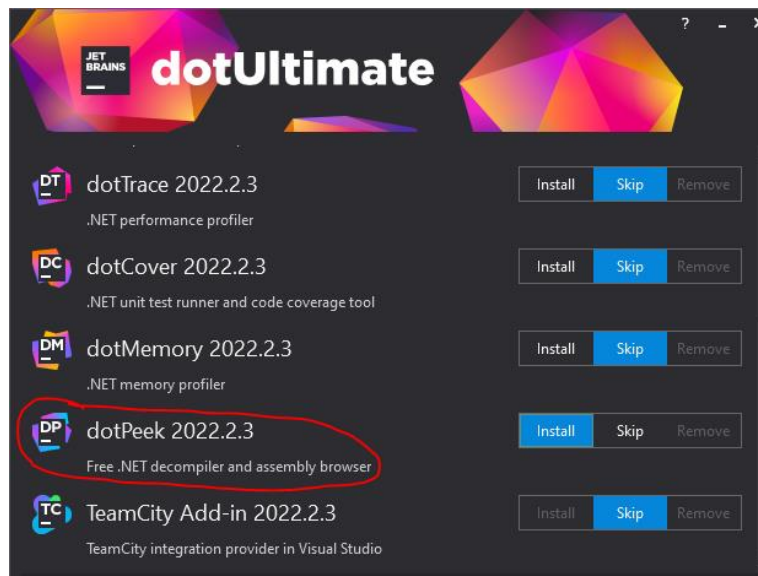 ?
JET
BRAINS
dotUltimate
DT
dotTrace 2022.2.3
Install Skip Remove
.NET performance profiler
DC
dotCover 2022.2.3
Install Skip Remove
.NET unit test runner and code coverage tool
DM
dotMemory 2022.2.3
Install Skip Remove
.NET memory profiler
DP
dotPeek 2022.2.3
Install Skip Remove
Free .NET decompiler and assembly browser
TC
TeamCity Add-in 2022.2.3
Install Skip Remove
TeamCity integration provider in Visual Studio